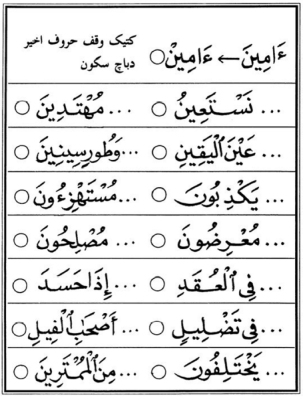 ءَامِينَ ← ءَامِينْ ○ كتيک وقف حروف اخير
دباچ سكون
... نَسْتَعِينُ ○ ... مُهْتَدِينَ ○
... عَيْنَ ٱلْيَقِينِ ○ ... وَطُورِ سِينِينَ ○
... يَكْذِبُونَ ○ ... مُسْتَهْزِءُونَ ○
... مُعْرِضُونَ ○ ... مُصْلِحُونَ ○
... فِى ٱلْعُقَدِ ○ ... إِذَا حَسَدَ ○
... فِى تَضْلِيلٍ ○ ... أَصْحَٰبِ ٱلْفِيلِ ○
... يَخْتَلِفُونَ ○ ... مِنَ ٱلْمُمْتَرِينَ ○